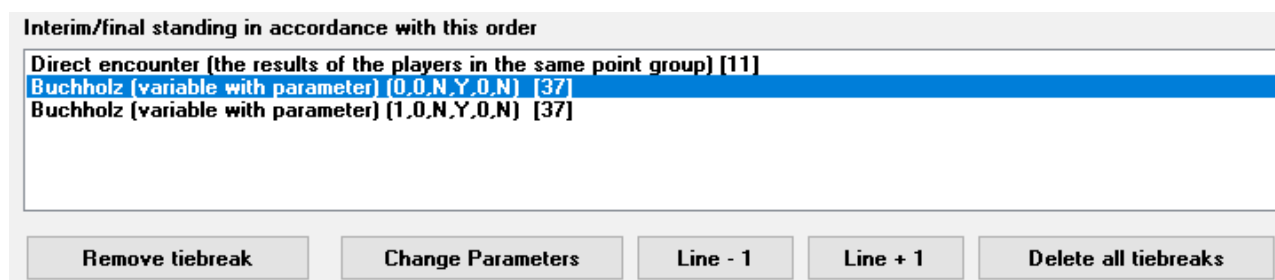 Interim/final standing in accordance with this order
Direct encounter (the results of the players in the same point group) [11]
Buchholz (variable with parameter) (0,0,N,Y,0,N)  [37]
Buchholz (variable with parameter) (1,0,N,Y,0,N)  [37]
Remove tiebreak Change Parameters Line - 1 Line + 1 Delete all tiebreaks